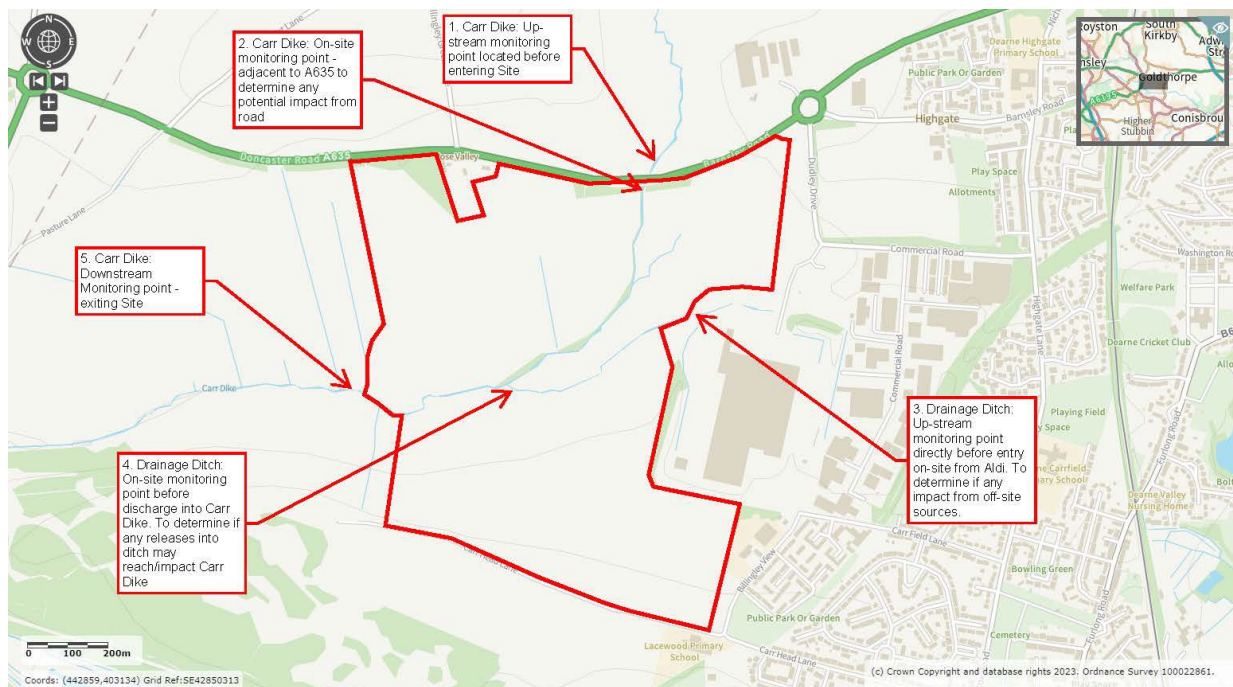 N
W
E
S
2. Carr Dike: On-site
monitoring point -
adjacent to A635 to
determine any
potential impact from
road
1. Carr Dike: Up-
stream monitoring
point located before
entering Site
Dearne Highgate
Primary School
Public Park Or Garden
Highgate
Barnsley Road
Royston
South
Kirkby
Goldthorpe
A6195
Higher
Stubbin
Conisbrou
Doncaster Road A635
Barnsley Road
Pasture Lane
Dudley Drive
Play Space
Allotments
Commercial Road
Washington Ro
5. Carr Dike:
Downstream
Monitoring point -
exiting Site
Highgate Lane
Welfare Park
B6
Dearne Cricket Club
Carr Dike
Commercial Road
Furlong Road
Playing Field
3. Drainage Ditch:
Up-stream
monitoring point
directly before entry
on-site from Aldi. To
determine if any
impact from off-site
sources.
4. Drainage Ditch:
On-site monitoring
point before
discharge into Carr
Dike. To determine if
any releases into
ditch may
reach/impact Carr
Dike
Dearne Valley
Nursing Home
Carr Field Lane
Billingley View
Bowling Green
Furlong Road
Public Park Or Garden
Cemetery
Lacewood Primary
School
Carr Head Lane
Play Space
0 100 200m
Coords: (442859,403134) Grid Ref:SE42850313
(c) Crown Copyright and database rights 2023. Ordnance Survey 100022861.